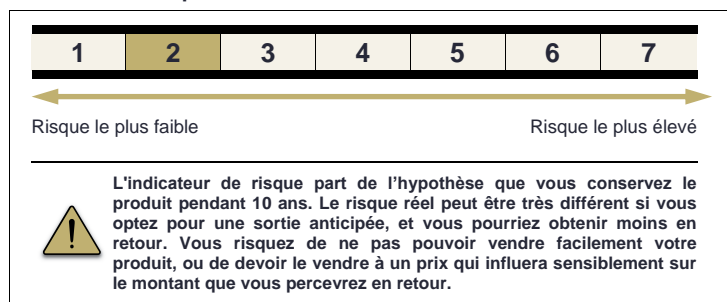 1 2 3 4 5 6 7
Risque le plus faible Risque le plus élevé
L'indicateur de risque part de l’hypothèse que vous conservez le
produit pendant 10 ans. Le risque réel peut être très différent si vous
optez pour une sortie anticipée, et vous pourriez obtenir moins en
retour. Vous risquez de ne pas pouvoir vendre facilement votre
produit, ou de devoir le vendre à un prix qui influera sensiblement sur
le montant que vous percevrez en retour.